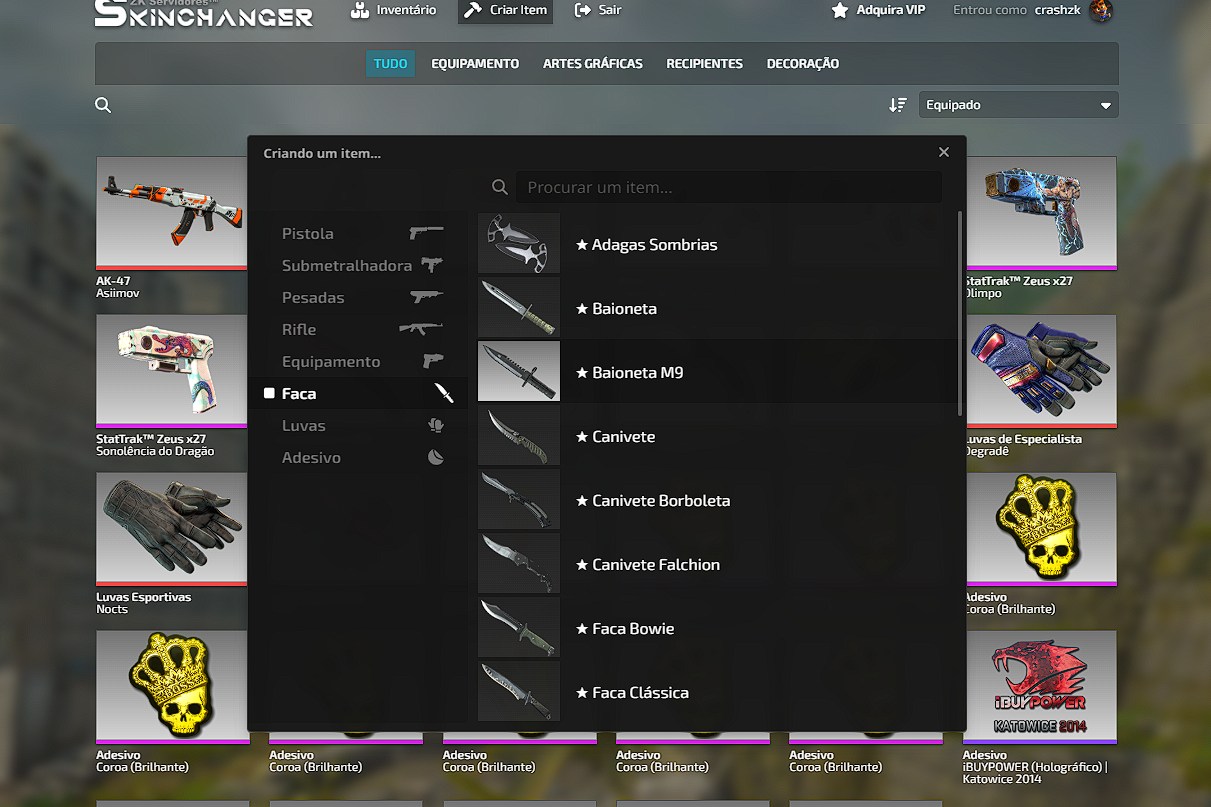 ZK Servidores™
SKINCHANGER
Inventário
Criar Item
Sair
Adquira VIP
Entrou como crashzk
TUDO
EQUIPAMENTO
ARTES GRÁFICAS
RECIPIENTES
DECORAÇÃO
Equipado
Criando um item...
Procurar um item...
Pistola
Submetralhadora
Pesadas
Rifle
Equipamento
Faca
Luvas
Adesivo
★ Adagas Sombrias
★ Baioneta
★ Baioneta M9
★ Canivete
★ Canivete Borboleta
★ Canivete Falchion
★ Faca Bowie
★ Faca Clássica
AK-47
Asiimov
StatTrak™ Zeus x27
Olimpo
StatTrak™ Zeus x27
Sonolência do Dragão
Luvas de Especialista
Degradê
Luvas Esportivas
Nocts
BOSS
Adesivo
Coroa (Brilhante)
BOSS
Adesivo
Coroa (Brilhante)
Adesivo
Coroa (Brilhante)
Adesivo
Coroa (Brilhante)
Adesivo
Coroa (Brilhante)
Adesivo
Coroa (Brilhante)
iBUYPOWER
KATOWICE 2014
Adesivo
iBUYPOWER (Holográfico) |
Katowice 2014